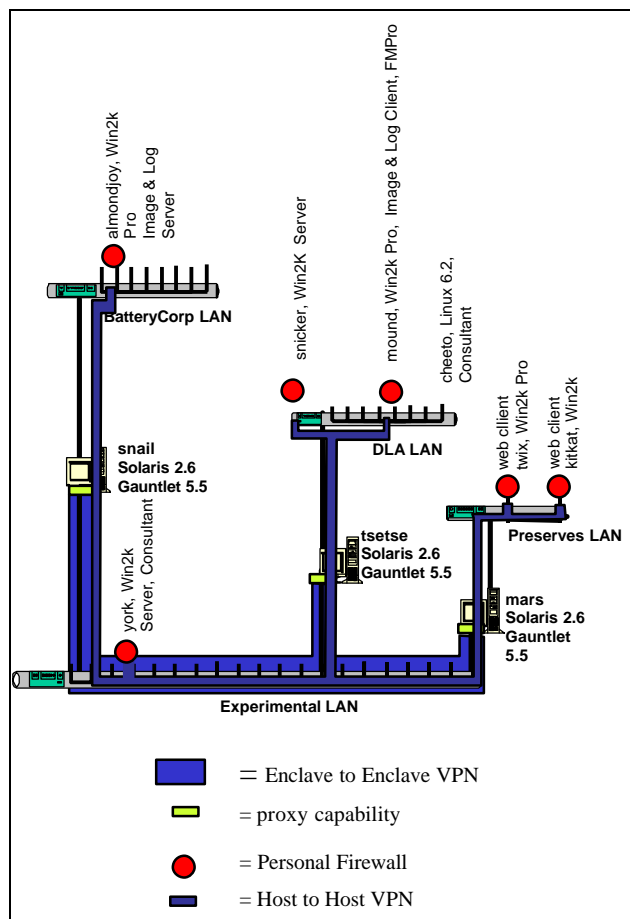 almondjoy, Win2k
Pro
Image & Log
Server
BatteryCorp LAN
snicker, Win2K Server
mound, Win2k Pro, Image & Log Client, FMPro
cheeto, Linux 6.2,
Consultant
DLA LAN
web cllient
twix, Win2k Pro
web client
kitkat, Win2k
Preserves LAN
snail
Solaris 2.6
Gauntlet 5.5
tsetse
Solaris 2.6
Gauntlet 5.5
mars
Solaris 2.6
Gauntlet
5.5
york, Win2k
Server, Consultant
Experimental LAN
= Enclave to Enclave VPN
= proxy capability
= Personal Firewall
= Host to Host VPN